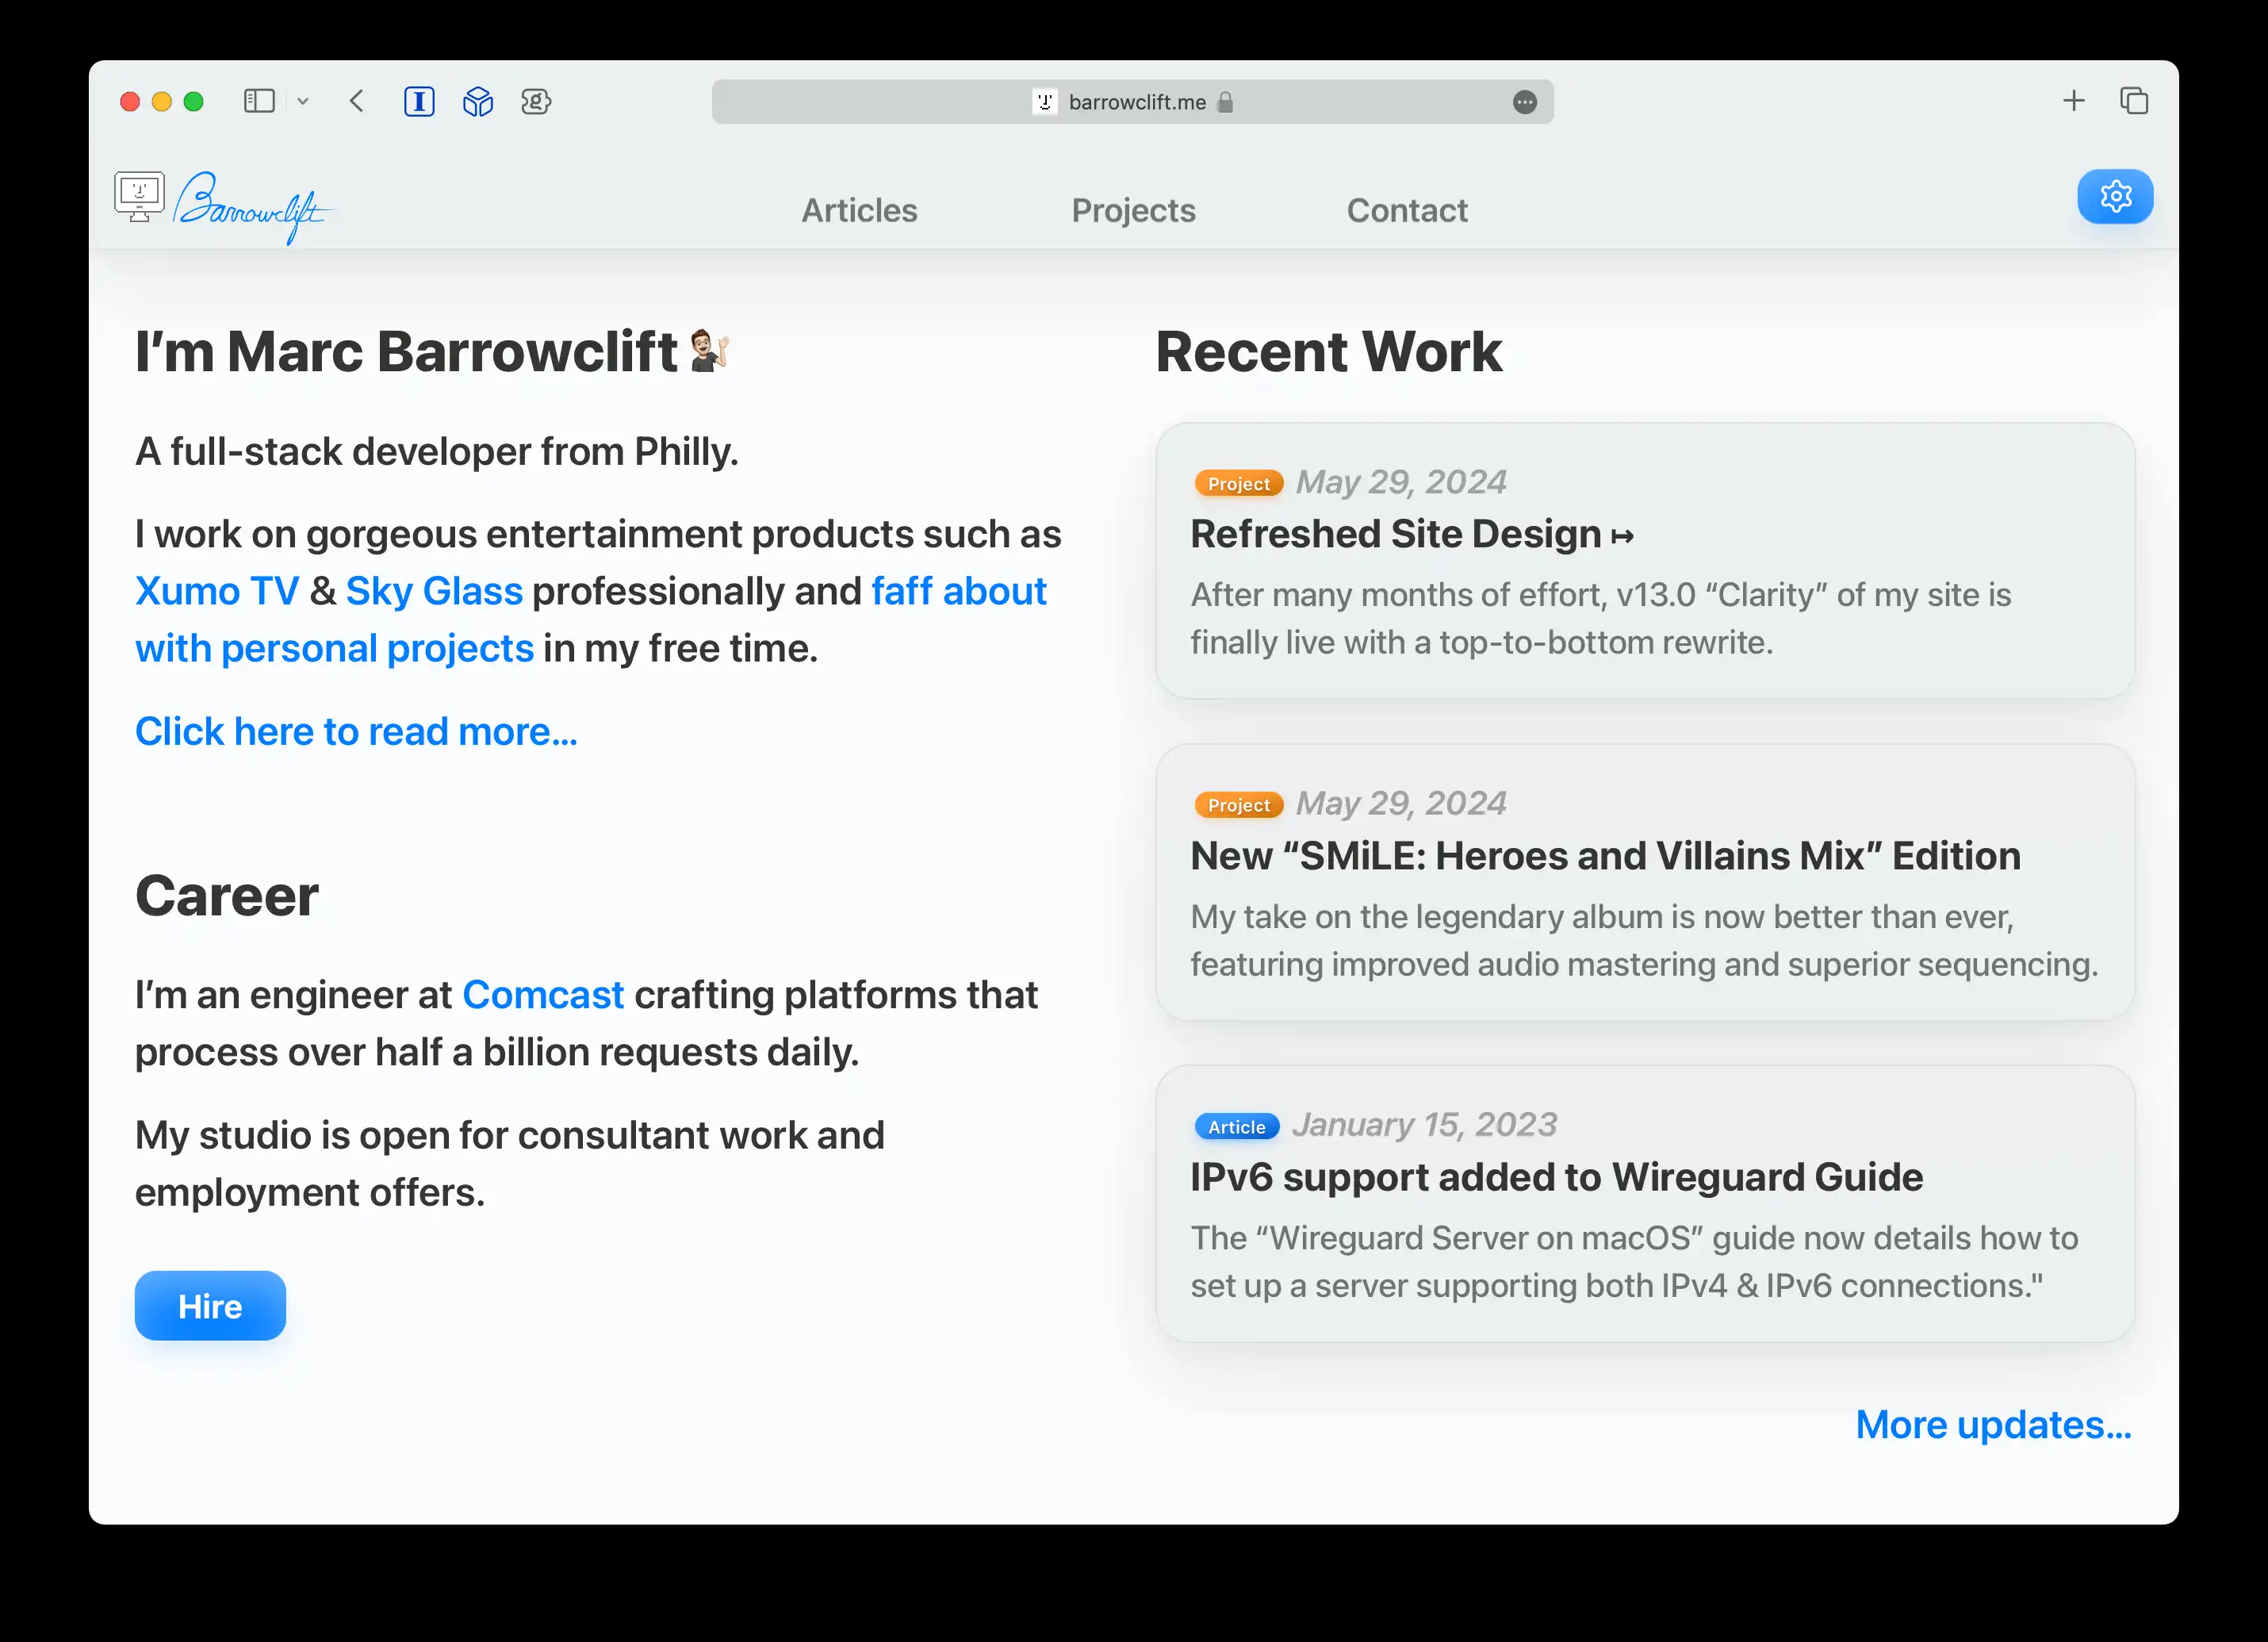 barrowclift.me
Barrowclift
Articles
Projects
Contact
I’m Marc Barrowclift
A full-stack developer from Philly.
I work on gorgeous entertainment products such as
Xumo TV & Sky Glass professionally and faff about
with personal projects in my free time.
Click here to read more…
Career
I’m an engineer at Comcast crafting platforms that
process over half a billion requests daily.
My studio is open for consultant work and
employment offers.
Hire
Recent Work
Project May 29, 2024
Refreshed Site Design ↦
After many months of effort, v13.0 “Clarity” of my site is
finally live with a top-to-bottom rewrite.
Project May 29, 2024
New “SMiLE: Heroes and Villains Mix” Edition
My take on the legendary album is now better than ever,
featuring improved audio mastering and superior sequencing.
Article January 15, 2023
IPv6 support added to Wireguard Guide
The “Wireguard Server on macOS” guide now details how to
set up a server supporting both IPv4 & IPv6 connections."
More updates…